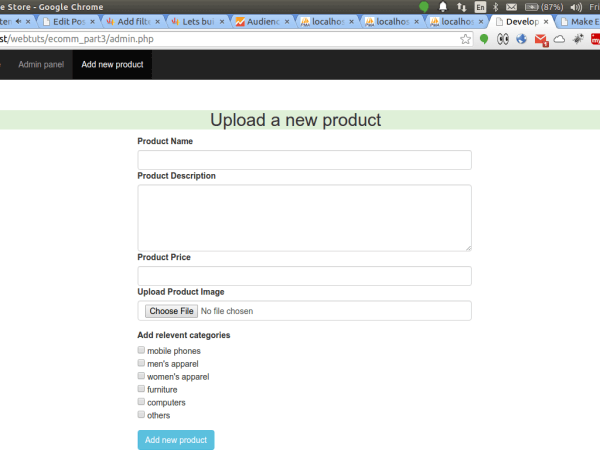 e Store - Google Chrome
En
(87%)
Fri
Edit Pos
Add filte
Lets bui
Audienc
localhos
localhos
localhos
Develop
Make E
st/webtuts/ecomm_part3/admin.php
Admin panel
Add new product
Upload a new product
Product Name
Product Description
Product Price
Upload Product Image
Choose File No file chosen
Add relevent categories
mobile phones
men's apparel
women's apparel
furniture
computers
others
Add new product